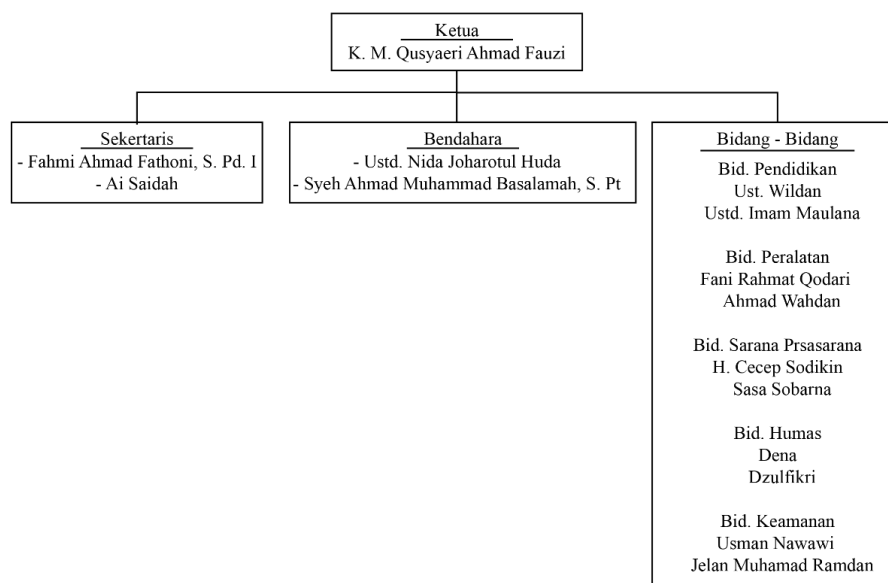 Ketua
K. M. Qusyaeri Ahmad Fauzi
Sekertaris
- Fahmi Ahmad Fathoni, S. Pd. I
- Ai Saidah
Bendahara
- Ustd. Nida Joharotul Huda
- Syeh Ahmad Muhammad Basalamah, S. Pt
Bidang - Bidang
Bid. Pendidikan
Ust. Wildan
Ustd. Imam Maulana
Bid. Peralatan
Fani Rahmat Qodari
Ahmad Wahdan
Bid. Sarana Prsasarana
H. Cecep Sodikin
Sasa Sobarna
Bid. Humas
Dena
Dzulfikri
Bid. Keamanan
Usman Nawawi
Jelan Muhamad Ramdan